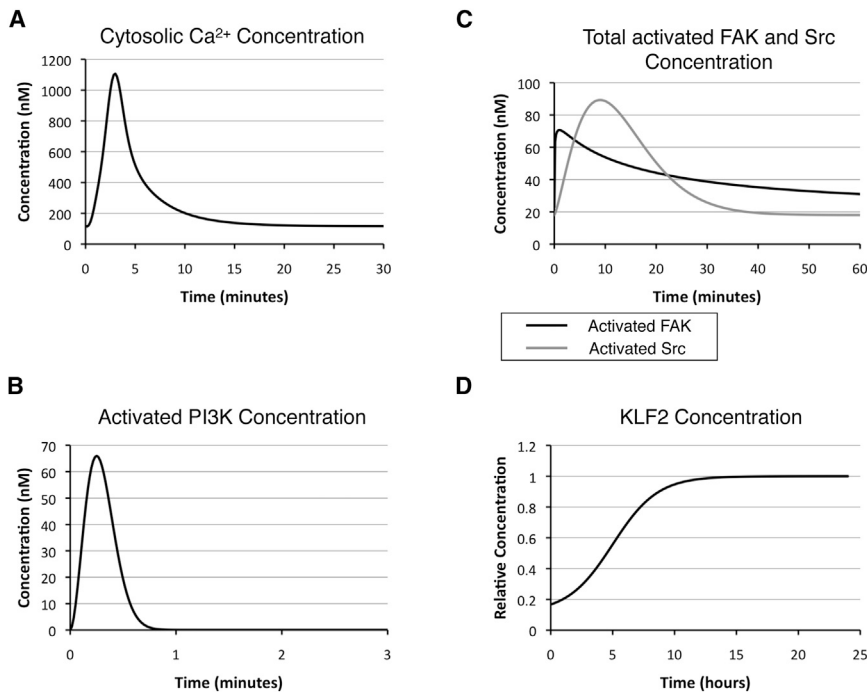 A
Cytosolic Ca²⁺ Concentration
Concentration (nM)
1200
1000
800
600
400
200
0
0 5 10 15 20 25 30
Time (minutes)
C
Total activated FAK and Src
Concentration
Concentration (nM)
100
80
60
40
20
0
0 10 20 30 40 50 60
Time (minutes)
Activated FAK
Activated Src
B
Activated PI3K Concentration
Concentration (nM)
70
60
50
40
30
20
10
0
0 1 2 3
Time (minutes)
D
KLF2 Concentration
Relative Concentration
1.2
1
0.8
0.6
0.4
0.2
0
0 5 10 15 20 25
Time (hours)